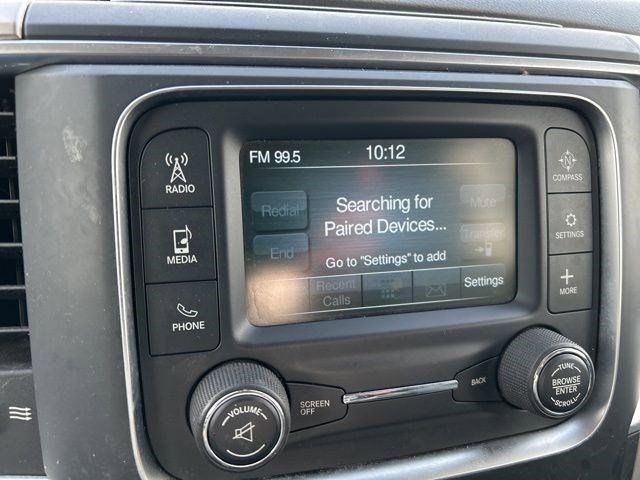 FM 99.5
10:12
Redial
Searching for
Paired Devices...
Mute
Transfer
End
Go to "Settings" to add
Recent
Calls
Settings
RADIO
MEDIA
PHONE
COMPASS
SETTINGS
MORE
VOLUME
SCREEN
OFF
BACK
TUNE
BROWSE
ENTER
SCROLL